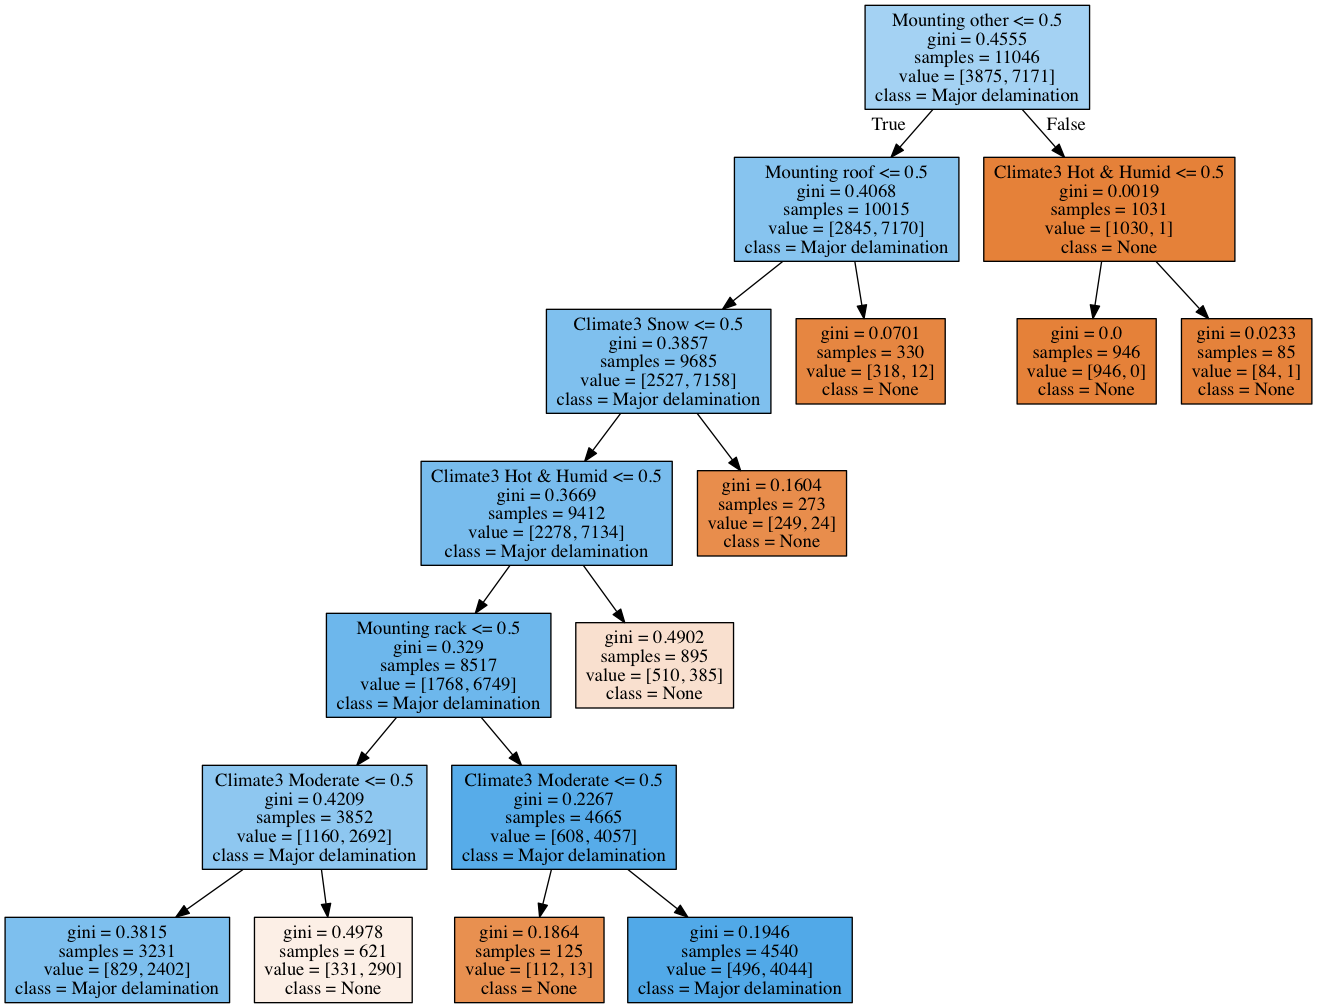 Mounting other <= 0.5
gini = 0.4555
samples = 11046
value = [3875, 7171]
class = Major delamination
True
False
Mounting roof <= 0.5
gini = 0.4068
samples = 10015
value = [2845, 7170]
class = Major delamination
Climate3 Hot & Humid <= 0.5
gini = 0.0019
samples = 1031
value = [1030, 1]
class = None
Climate3 Snow <= 0.5
gini = 0.3857
samples = 9685
value = [2527, 7158]
class = Major delamination
gini = 0.0701
samples = 330
value = [318, 12]
class = None
gini = 0.0
samples = 946
value = [946, 0]
class = None
gini = 0.0233
samples = 85
value = [84, 1]
class = None
Climate3 Hot & Humid <= 0.5
gini = 0.3669
samples = 9412
value = [2278, 7134]
class = Major delamination
gini = 0.1604
samples = 273
value = [249, 24]
class = None
Mounting rack <= 0.5
gini = 0.329
samples = 8517
value = [1768, 6749]
class = Major delamination
gini = 0.4902
samples = 895
value = [510, 385]
class = None
Climate3 Moderate <= 0.5
gini = 0.4209
samples = 3852
value = [1160, 2692]
class = Major delamination
Climate3 Moderate <= 0.5
gini = 0.2267
samples = 4665
value = [608, 4057]
class = Major delamination
gini = 0.3815
samples = 3231
value = [829, 2402]
class = Major delamination
gini = 0.4978
samples = 621
value = [331, 290]
class = None
gini = 0.1864
samples = 125
value = [112, 13]
class = None
gini = 0.1946
samples = 4540
value = [496, 4044]
class = Major delamination